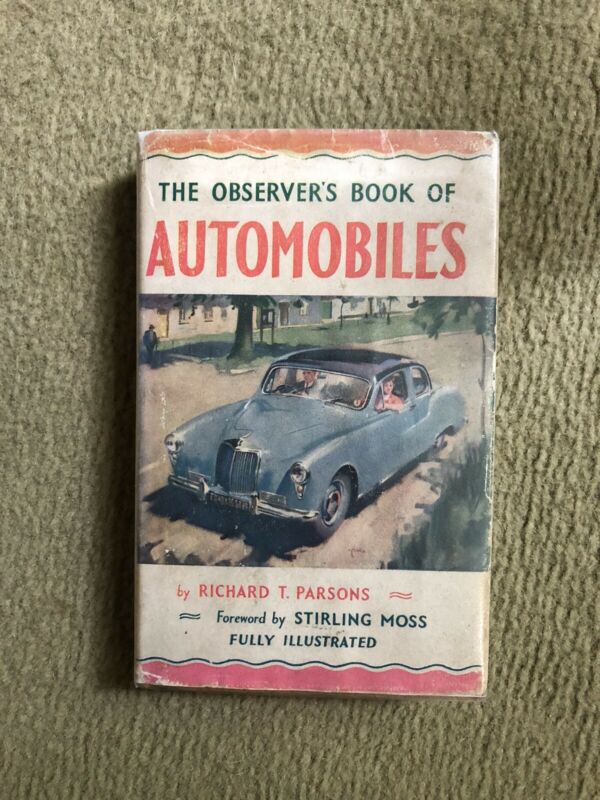 THE OBSERVER'S BOOK OF
AUTOMOBILES
by RICHARD T. PARSONS
Foreword by STIRLING MOSS
FULLY ILLUSTRATED